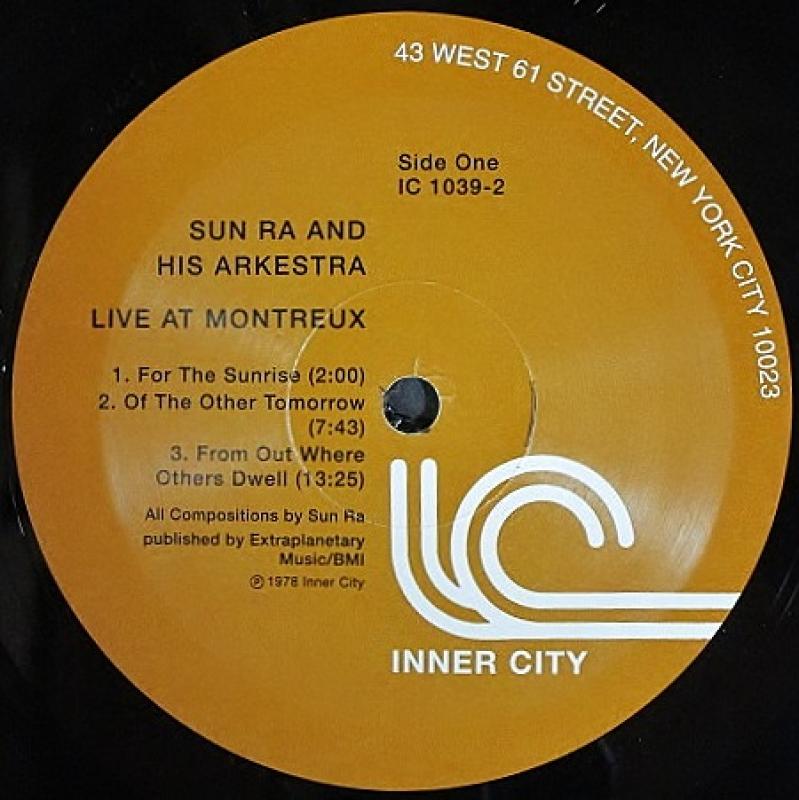 43 WEST 61 STREET, NEW YORK CITY 10023
Side One
IC 1039-2
SUN RA AND
HIS ARKESTRA
LIVE AT MONTREUX
1. For The Sunrise (2:00)
2. Of The Other Tomorrow
(7:43)
3. From Out Where
Others Dwell (13:25)
All Compositions by Sun Ra
published by Extraplanetary
Music/BMI
℗ 1978 Inner City
ic
INNER CITY